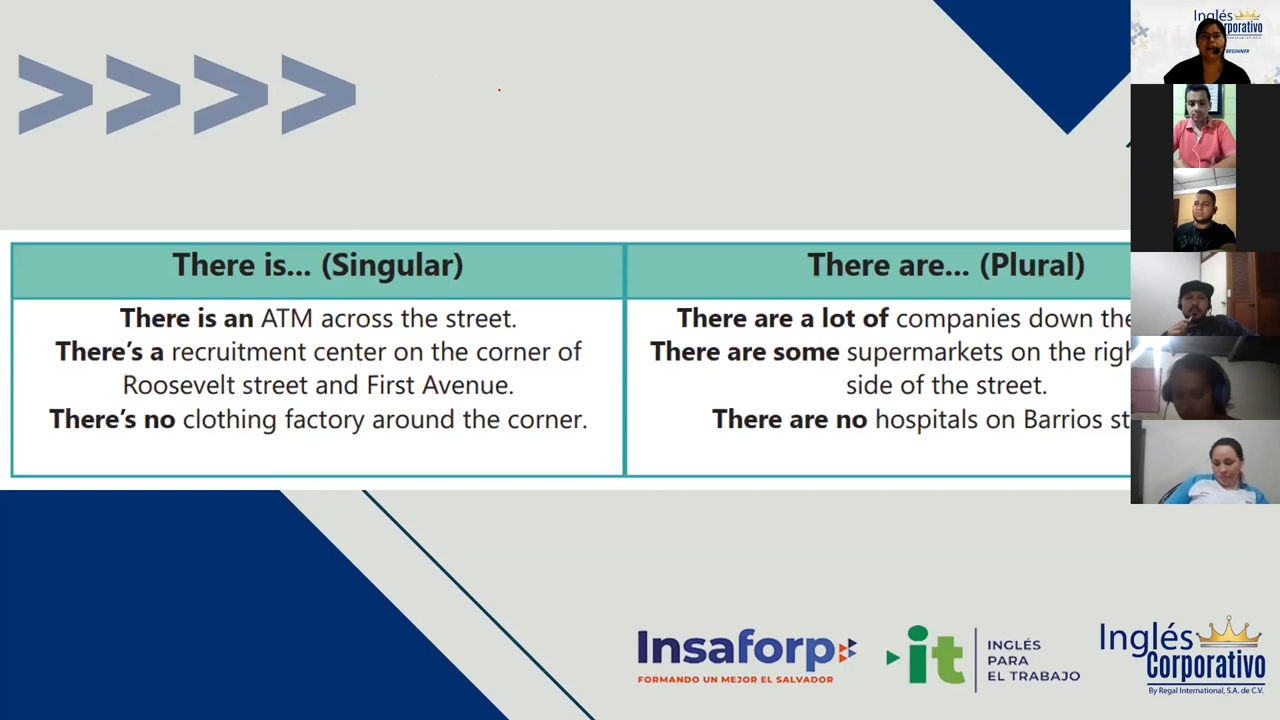 Inglés
Corporativo
BEGINNER
There is... (Singular)
There are... (Plural)
There is an ATM across the street.
There's a recruitment center on the corner of
Roosevelt street and First Avenue.
There's no clothing factory around the corner.
There are a lot of companies down the
There are some supermarkets on the
side of the street.
There are no hospitals on Barrios
Insaforp
FORMANDO UN MEJOR EL SALVADOR
it
INGLÉS
PARA
EL TRABAJO
Inglés
Corporativo
By Regal International, S.A. de C.V.